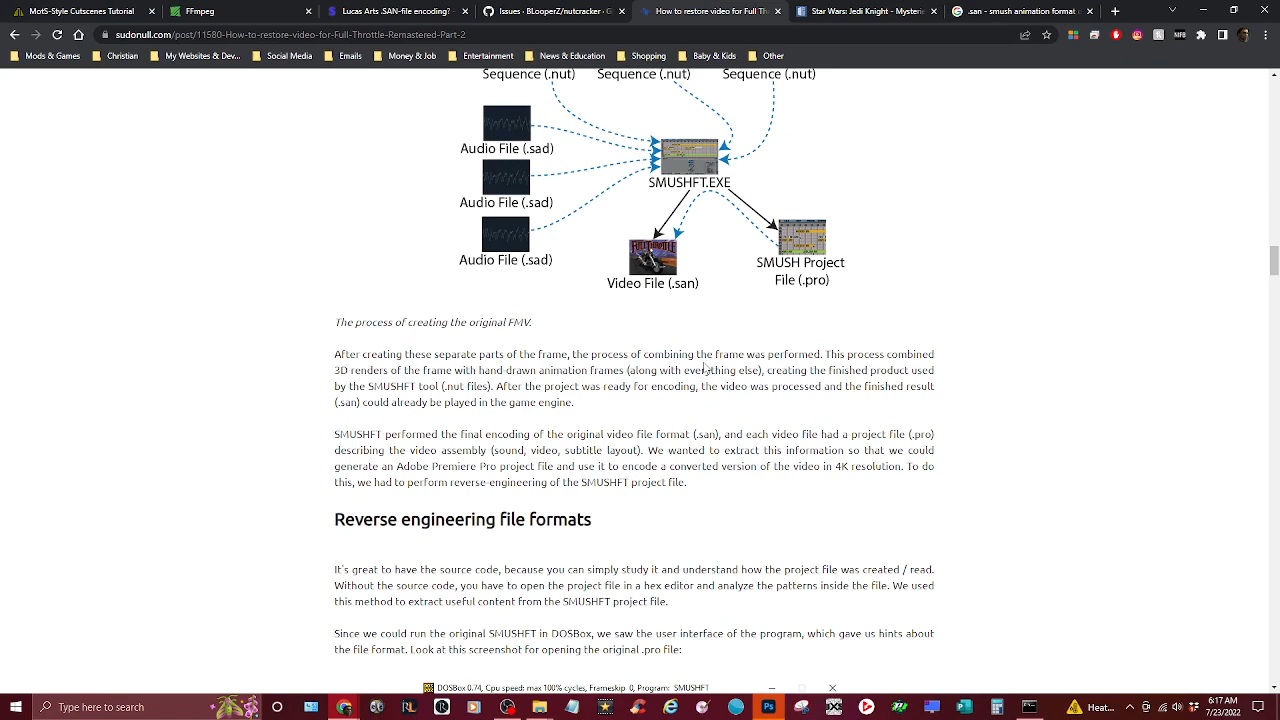 MotS-Style Cutscenes Tutorial
FFmpeg
Lucas Arts .SAN-file encoding? -
Issues · BLooperZ/nutcracker · G
How to restore video for Full Th
Star Wars: Jedi Knight - Mysterie
.san - smush animation format d
sudonull.com/post/11580-How-to-restore-video-for-Full-Throttle-Remastered-Part-2
Mods & Games
Christian
My Websites & Dev...
Social Media
Emails
Money & Job
Entertainment
News & Education
Shopping
Baby & Kids
Other
Sequence (.nut)
Sequence (.nut)
Sequence (.nut)
Audio File (.sad)
Audio File (.sad)
Audio File (.sad)
SMUSHFT.EXE
FULL THROTTLE
Video File (.san)
SMUSH Project
File (.pro)
The process of creating the original FMV.
After creating these separate parts of the frame, the process of combining the frame was performed. This process combined
3D renders of the frame with hand-drawn animation frames (along with everything else), creating the finished product used
by the SMUSHFT tool (.nut files). After the project was ready for encoding, the video was processed and the finished result
(.san) could already be played in the game engine.
SMUSHFT performed the final encoding of the original video file format (.san), and each video file had a project file (.pro)
describing the video assembly (sound, video, subtitle layout). We wanted to extract this information so that we could
generate an Adobe Premiere Pro project file and use it to encode a converted version of the video in 4K resolution. To do
this, we had to perform reverse-engineering of the SMUSHFT project file.
Reverse engineering file formats
It`s great to have the source code, because you can simply study it and understand how the project file was created / read.
Without the source code, you have to open the project file in a hex editor and analyze the patterns inside the file. We used
this method to extract useful content from the SMUSHFT project file.
Since we could run the original SMUSHFT in DOSBox, we saw the user interface of the program, which gave us hints about
the file format. Look at this screenshot for opening the original .pro file:
DOSBox 0.74, Cpu speed: max 100% cycles, Frameskip 0, Program: SMUSHFT
Type here to search
Heat...
6:17 AM
7/23/2022